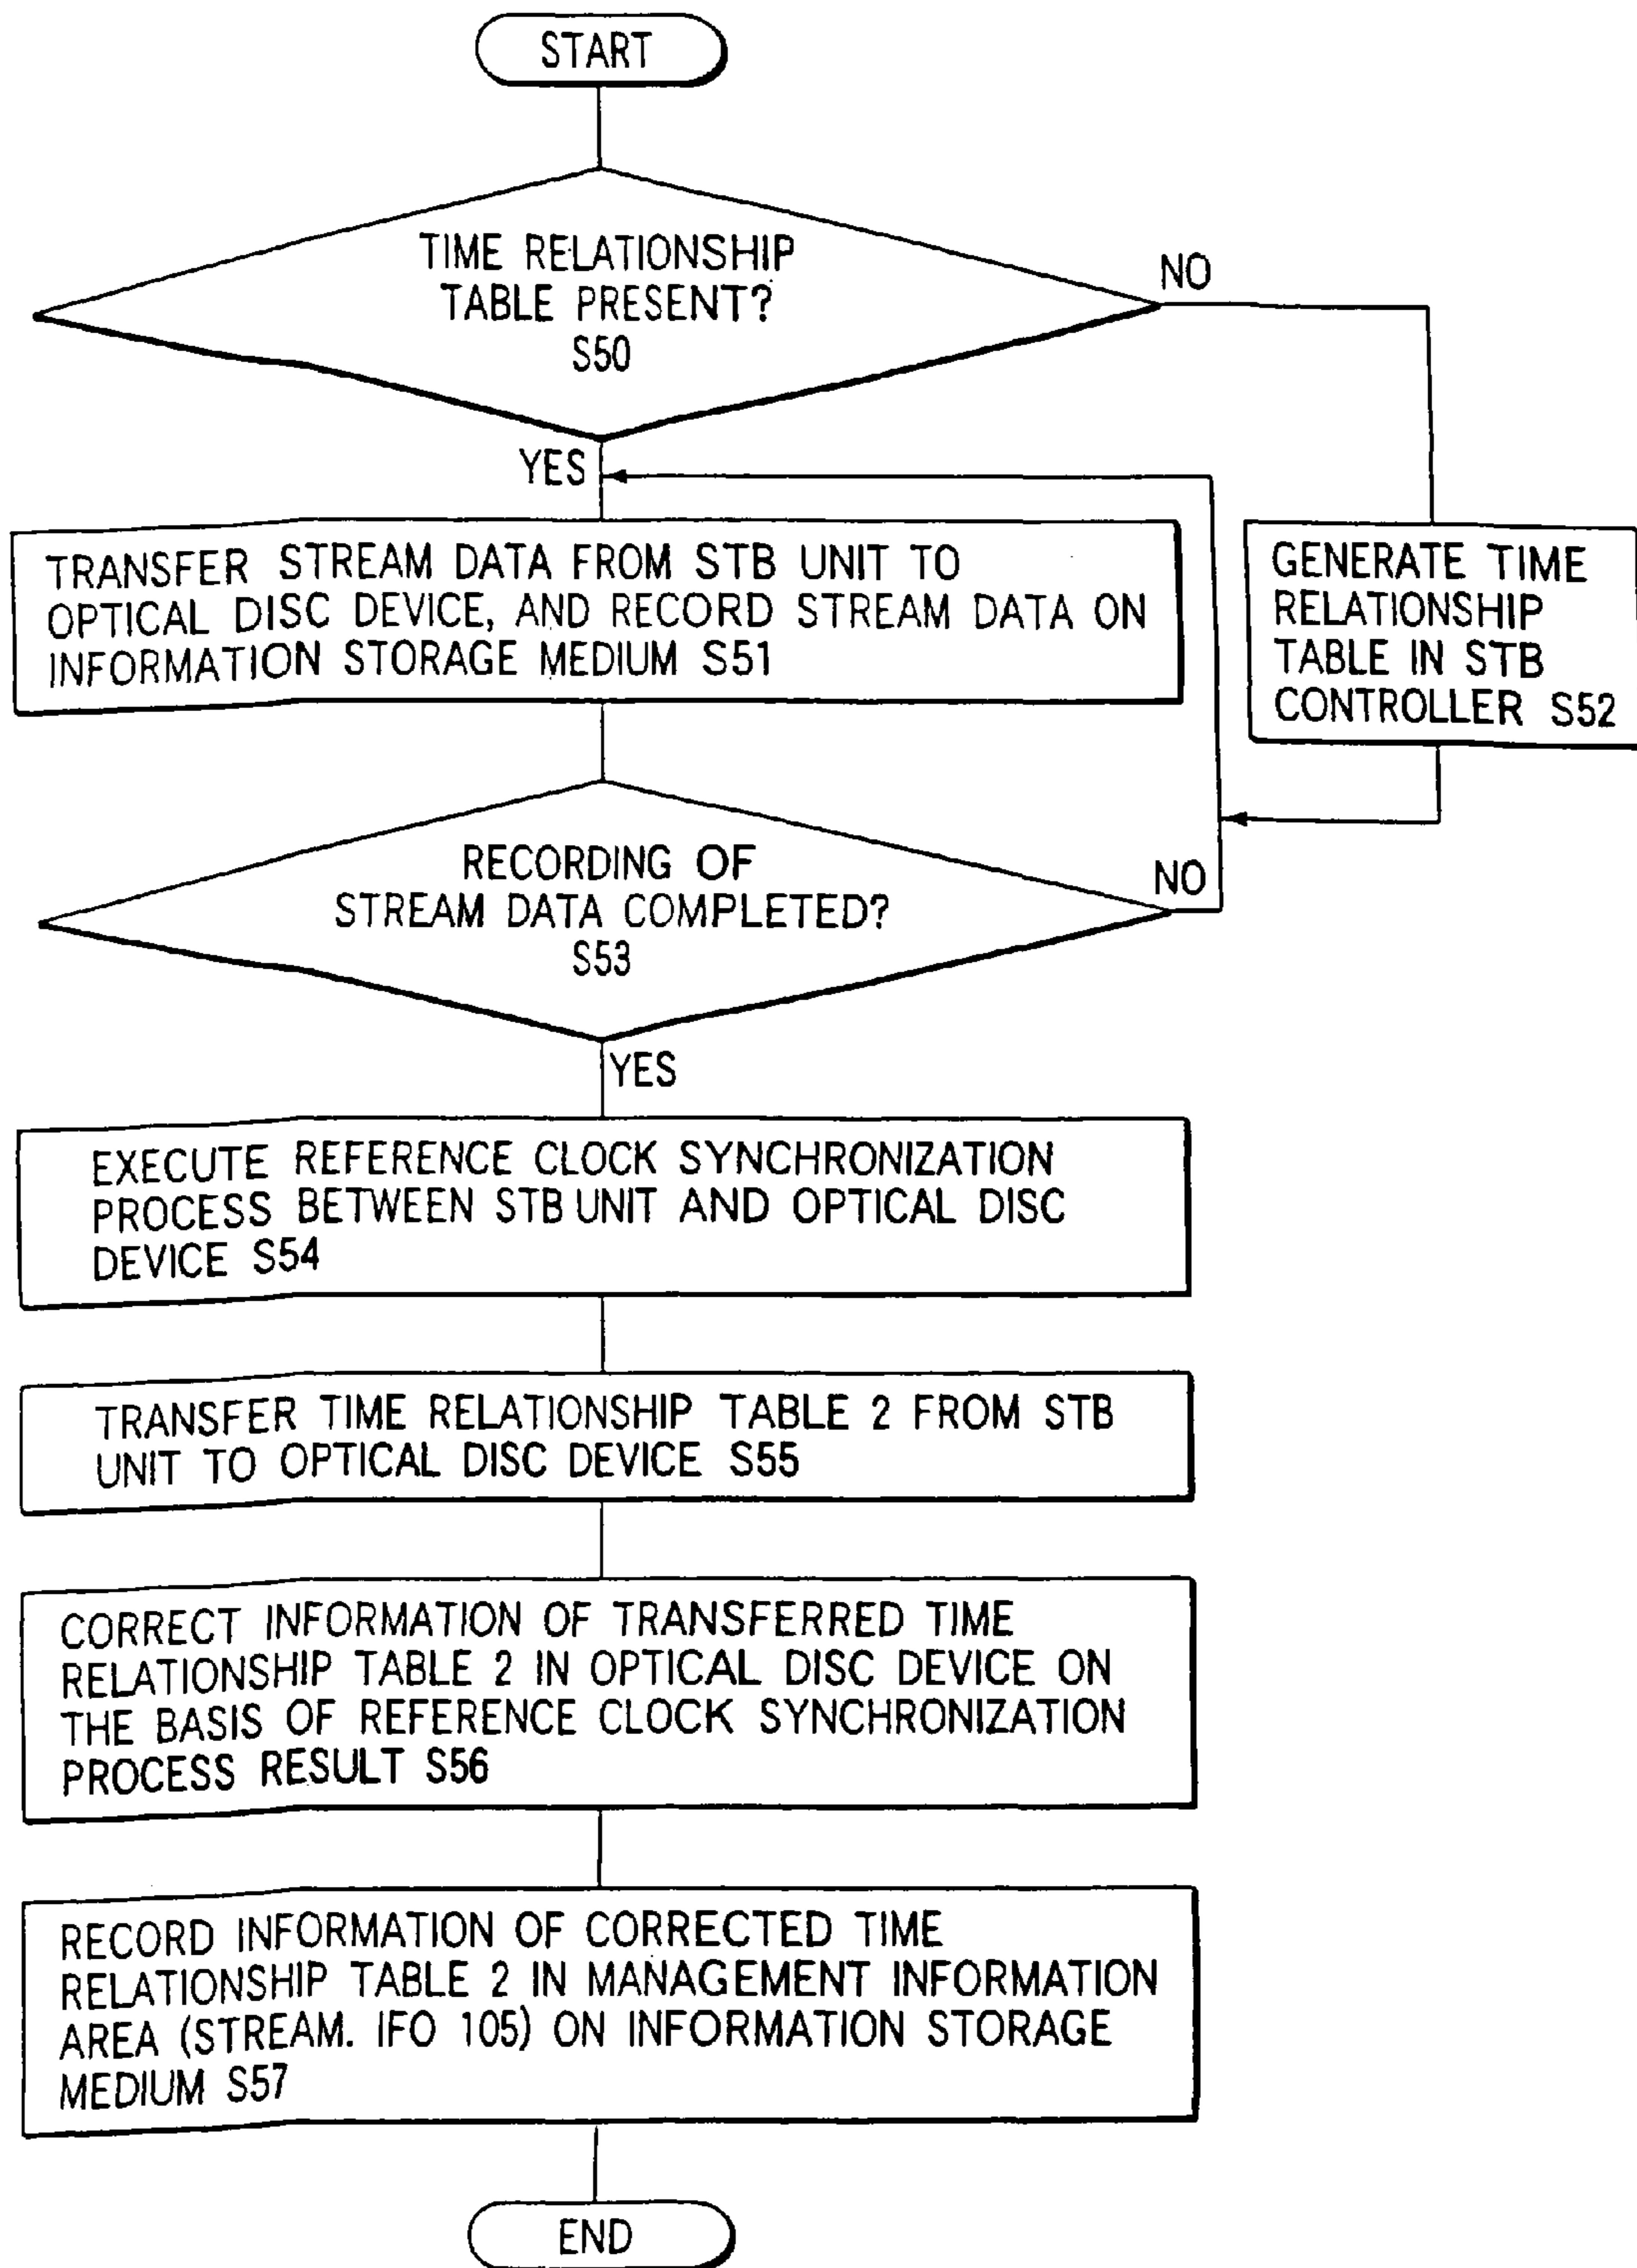 START
TIME RELATIONSHIP
TABLE PRESENT?
S50
NO
YES
TRANSFER STREAM DATA FROM STB UNIT TO
OPTICAL DISC DEVICE, AND RECORD STREAM DATA ON
INFORMATION STORAGE MEDIUM S51
GENERATE TIME
RELATIONSHIP
TABLE IN STB
CONTROLLER S52
RECORDING OF
STREAM DATA COMPLETED?
S53
NO
YES
EXECUTE REFERENCE CLOCK SYNCHRONIZATION
PROCESS BETWEEN STB UNIT AND OPTICAL DISC
DEVICE S54
TRANSFER TIME RELATIONSHIP TABLE 2 FROM STB
UNIT TO OPTICAL DISC DEVICE S55
CORRECT INFORMATION OF TRANSFERRED TIME
RELATIONSHIP TABLE 2 IN OPTICAL DISC DEVICE ON
THE BASIS OF REFERENCE CLOCK SYNCHRONIZATION
PROCESS RESULT S56
RECORD INFORMATION OF CORRECTED TIME
RELATIONSHIP TABLE 2 IN MANAGEMENT INFORMATION
AREA (STREAM. IFO 105) ON INFORMATION STORAGE
MEDIUM S57
END